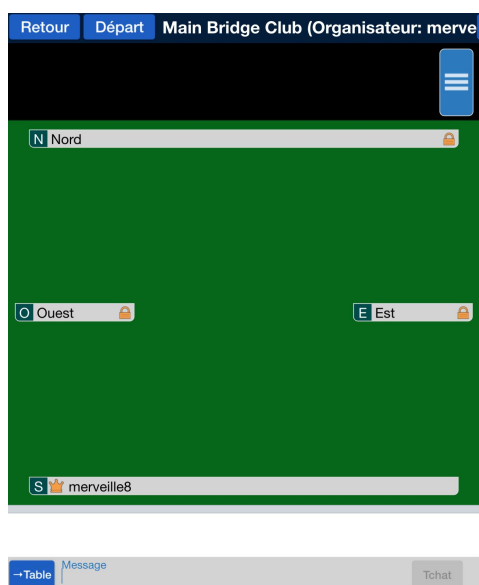 Retour Départ Main Bridge Club (Organisateur: merve
N Nord
O Ouest E Est
S merveille8
Message
→Table Tchat